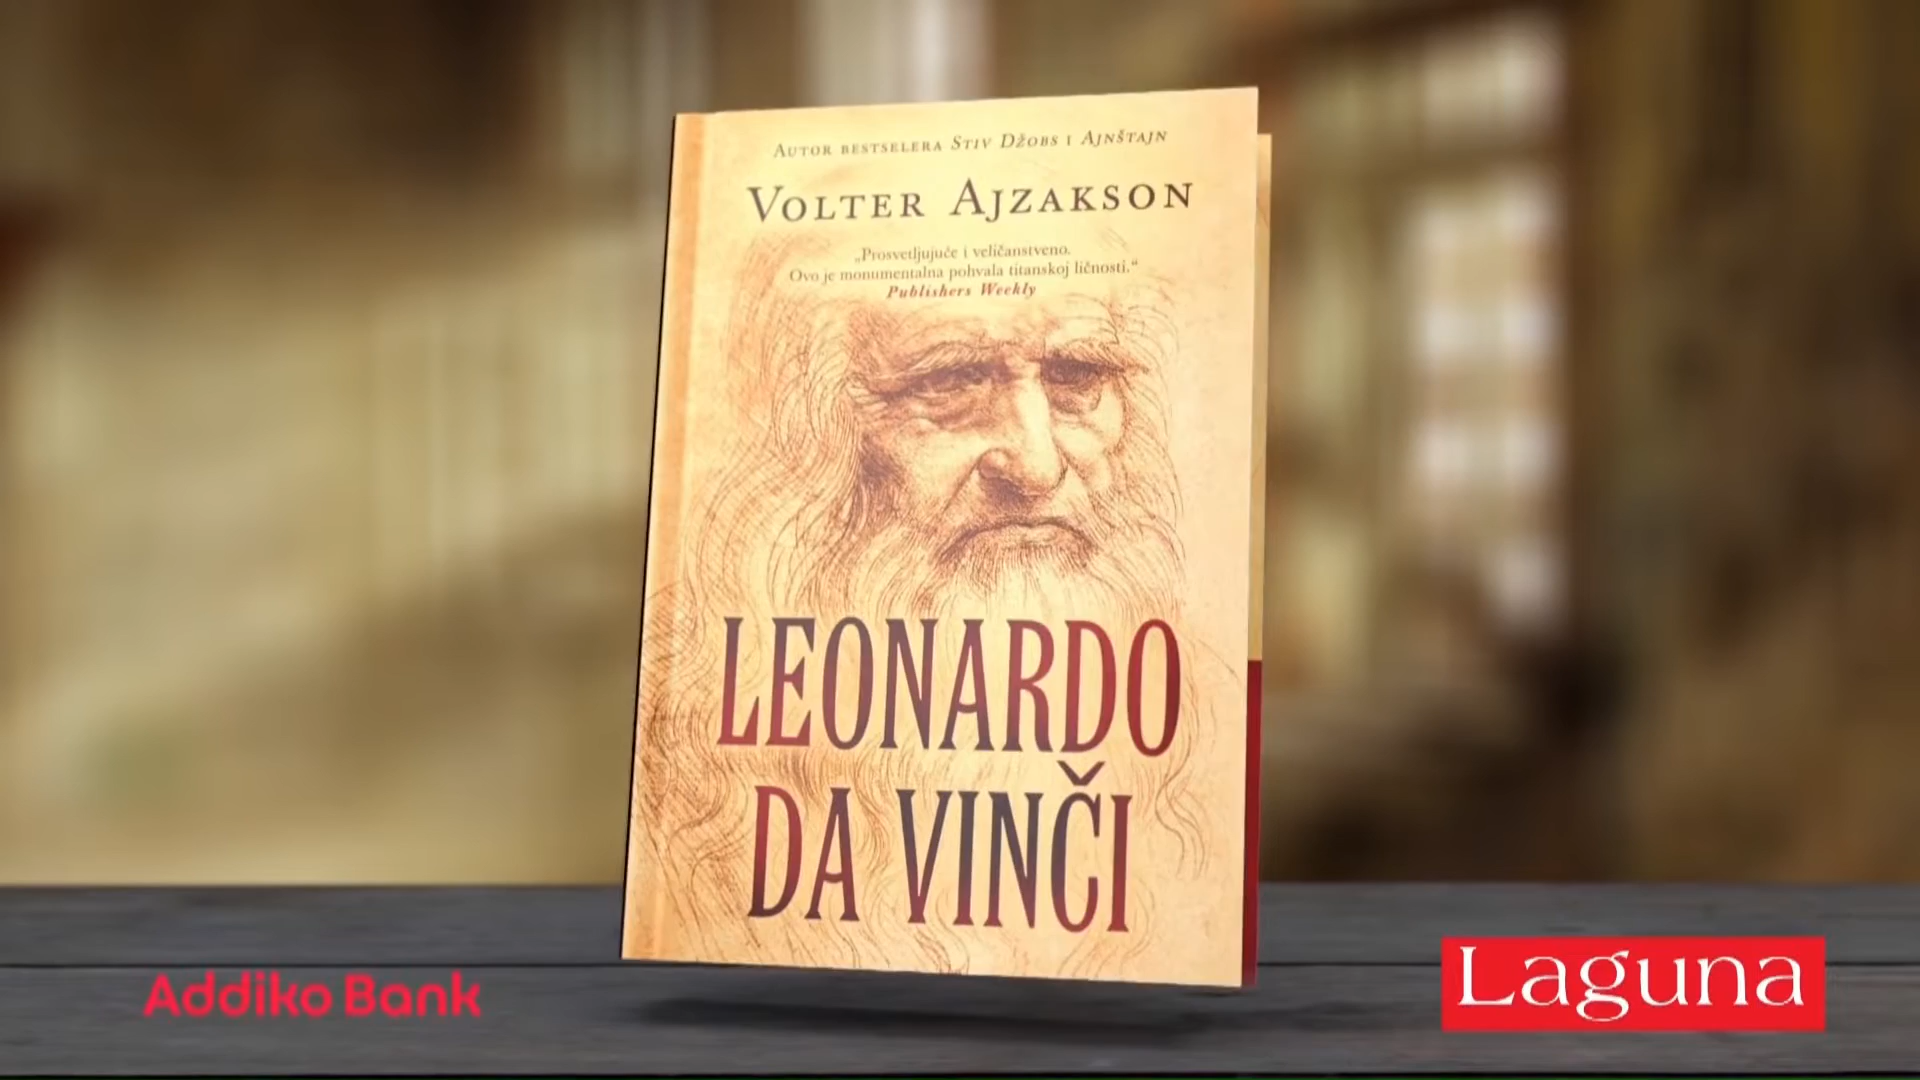 Autor bestselera Stiv Džobs i Ajnštajn
Volter Ajzakson
„Prosvetljujuće i veličanstveno.
Ovo je monumentalna pohvala titanskoj ličnosti.“
Publishers Weekly
LEONARDO
DA VINČI
Addiko Bank
Laguna